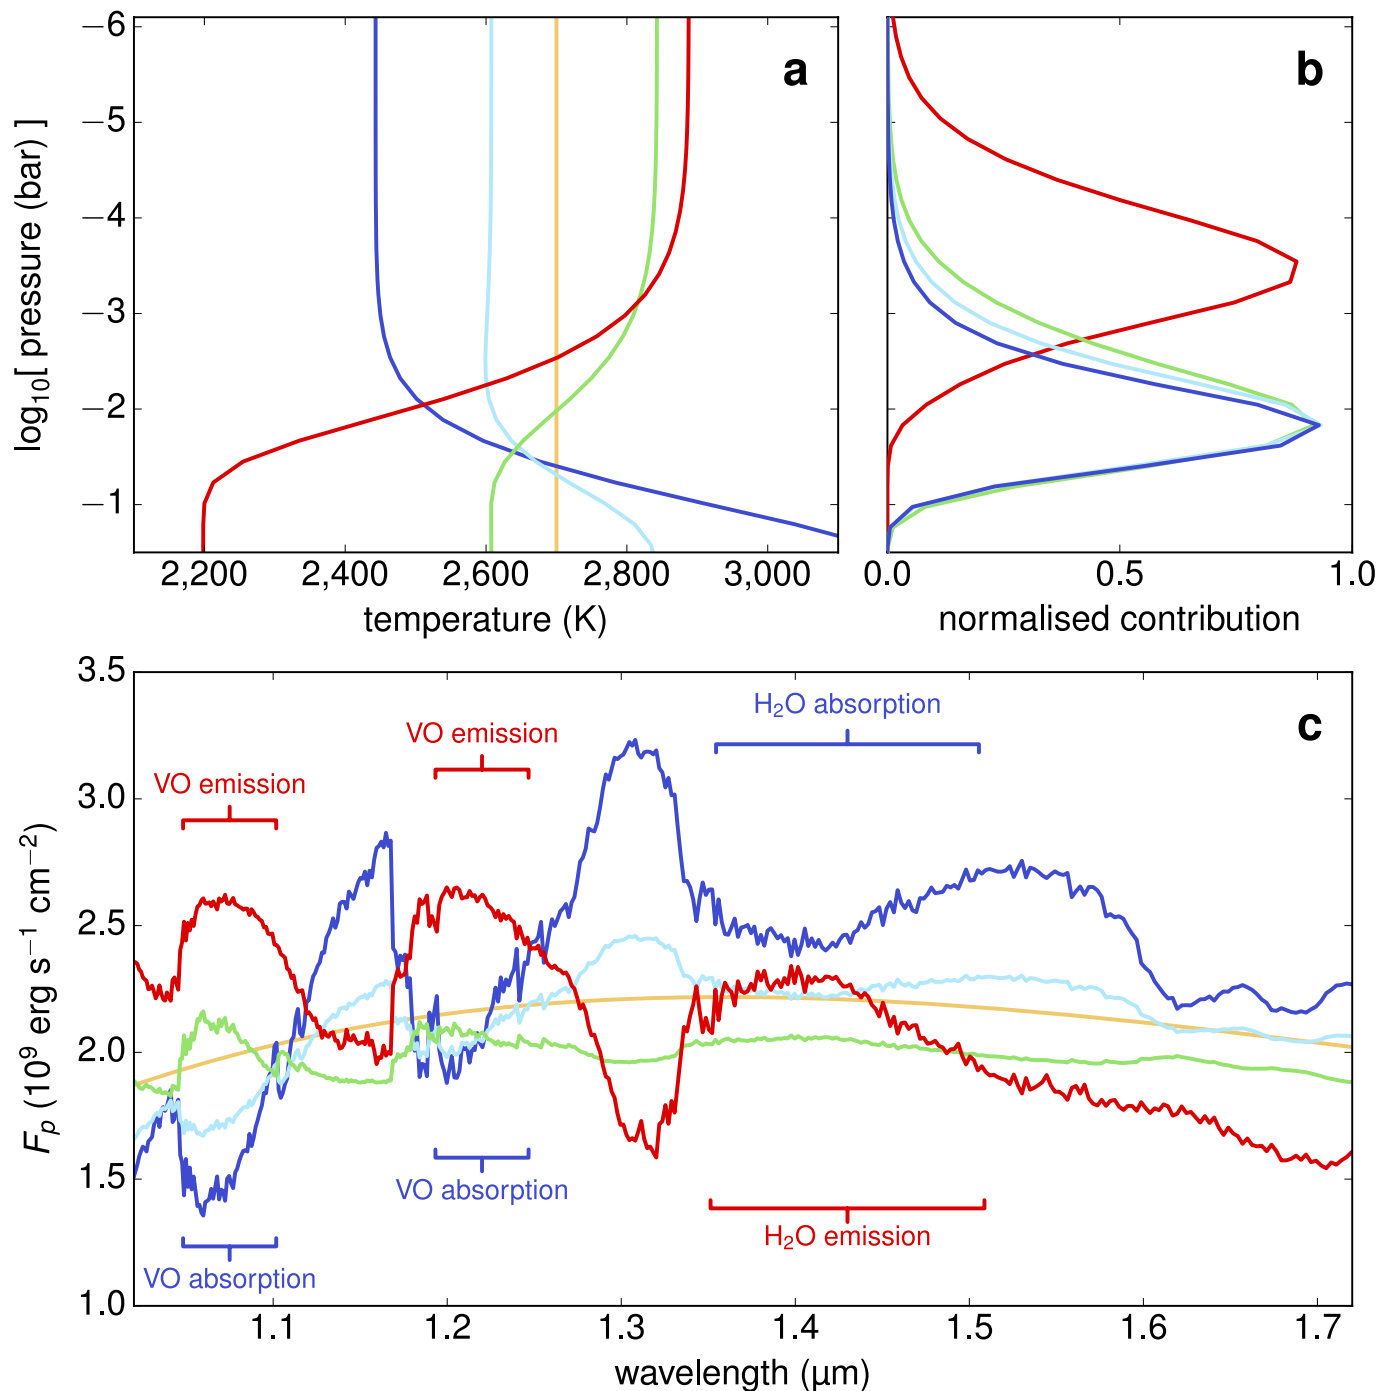 a
b
−6
−5
−4
−3
−2
−1
log₁₀[ pressure (bar) ]
2,200 2,400 2,600 2,800 3,000
temperature (K)
0.0 0.5 1.0
normalised contribution
c
3.5
3.0
2.5
2.0
1.5
1.0
Fₚ (10⁹ erg s⁻¹ cm⁻²)
H₂O absorption
VO emission
VO emission
VO absorption
H₂O emission
VO absorption
1.1 1.2 1.3 1.4 1.5 1.6 1.7
wavelength (μm)